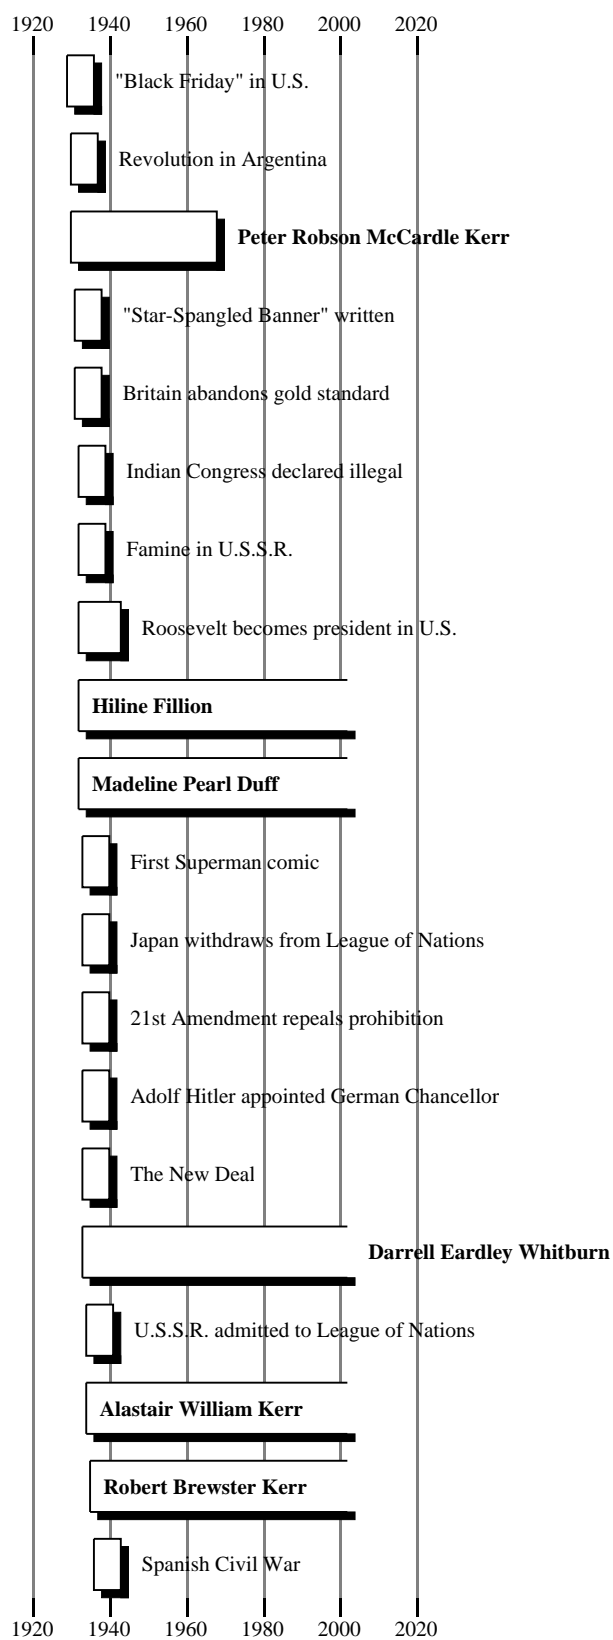 1920 1940 1960 1980 2000 2020
"Black Friday" in U.S.
Revolution in Argentina
Peter Robson McCardle Kerr
"Star-Spangled Banner" written
Britain abandons gold standard
Indian Congress declared illegal
Famine in U.S.S.R.
Roosevelt becomes president in U.S.
Hiline Fillion
Madeline Pearl Duff
First Superman comic
Japan withdraws from League of Nations
21st Amendment repeals prohibition
Adolf Hitler appointed German Chancellor
The New Deal
Darrell Eardley Whitburn
U.S.S.R. admitted to League of Nations
Alastair William Kerr
Robert Brewster Kerr
Spanish Civil War
1920 1940 1960 1980 2000 2020